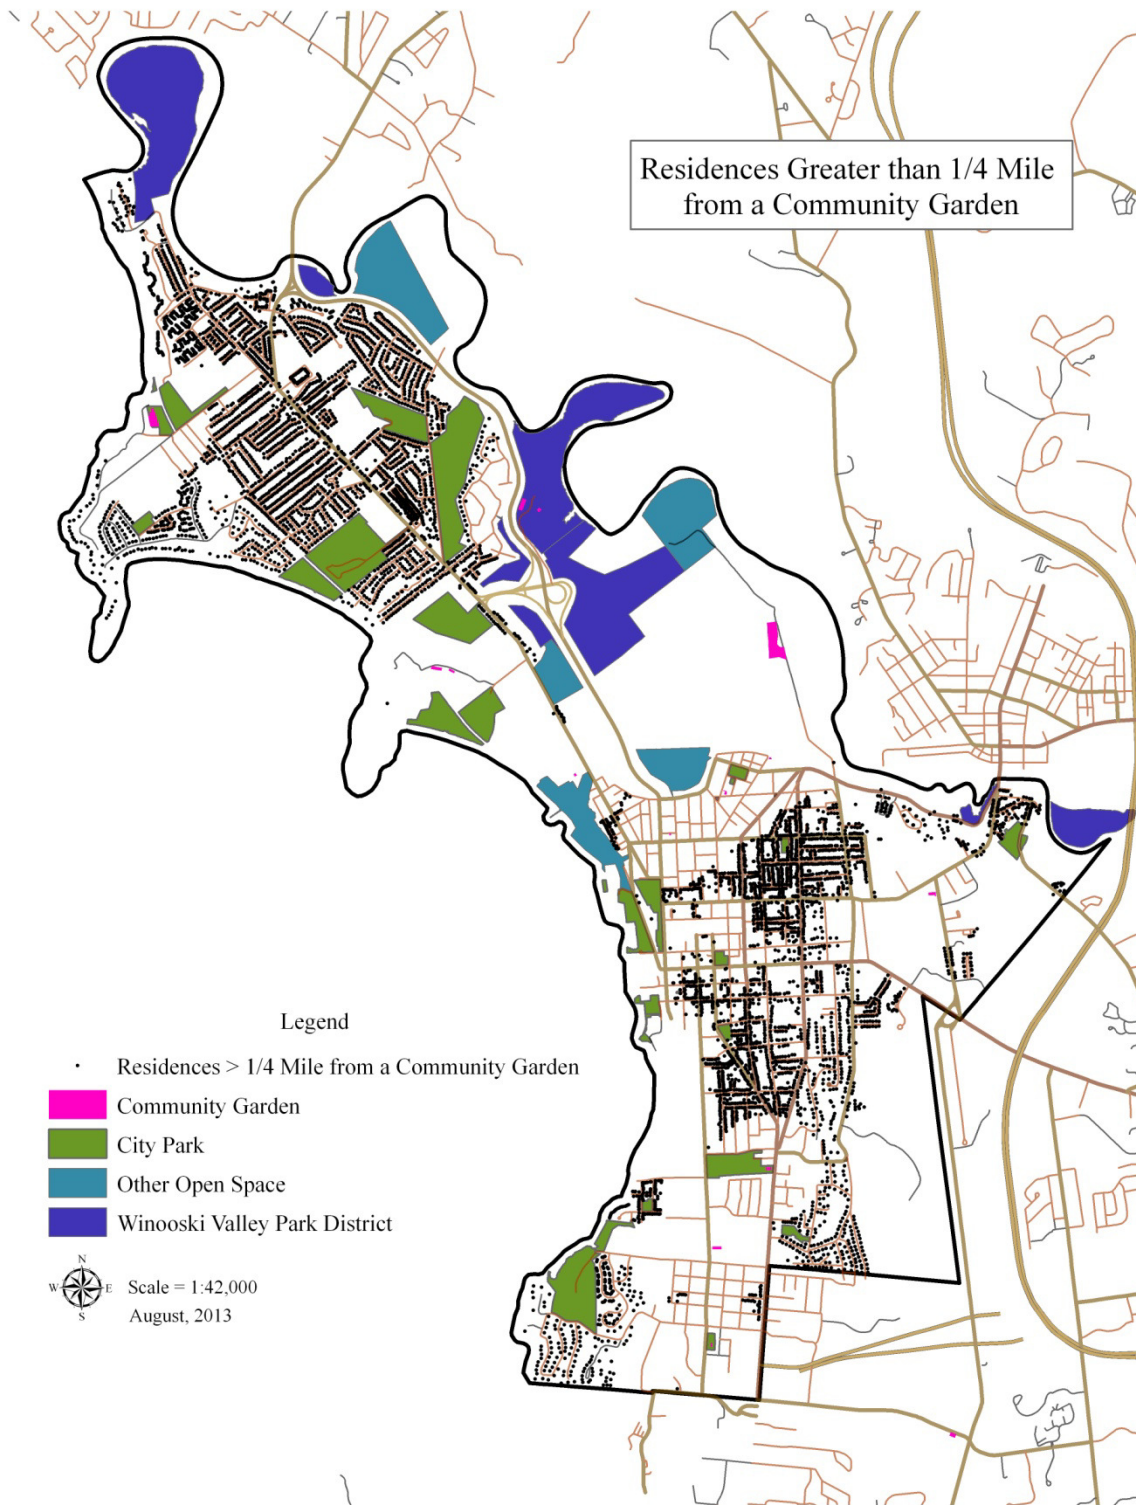 Residences Greater than 1/4 Mile
from a Community Garden
Legend
Residences > 1/4 Mile from a Community Garden
Community Garden
City Park
Other Open Space
Winooski Valley Park District
N
W E
S
Scale = 1:42,000
August, 2013